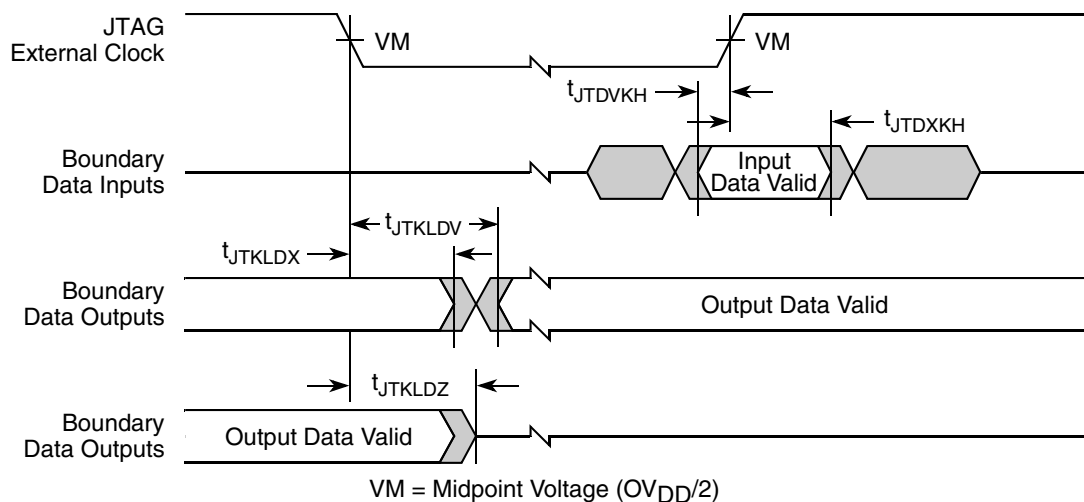 JTAG
External Clock
VM
VM
tJTDVKH
tJTDXKH
Boundary
Data Inputs
Input
Data Valid
tJTKLDV
tJTKLDX
Boundary
Data Outputs
Output Data Valid
tJTKLDZ
Boundary
Data Outputs
Output Data Valid
VM = Midpoint Voltage (OVDD/2)